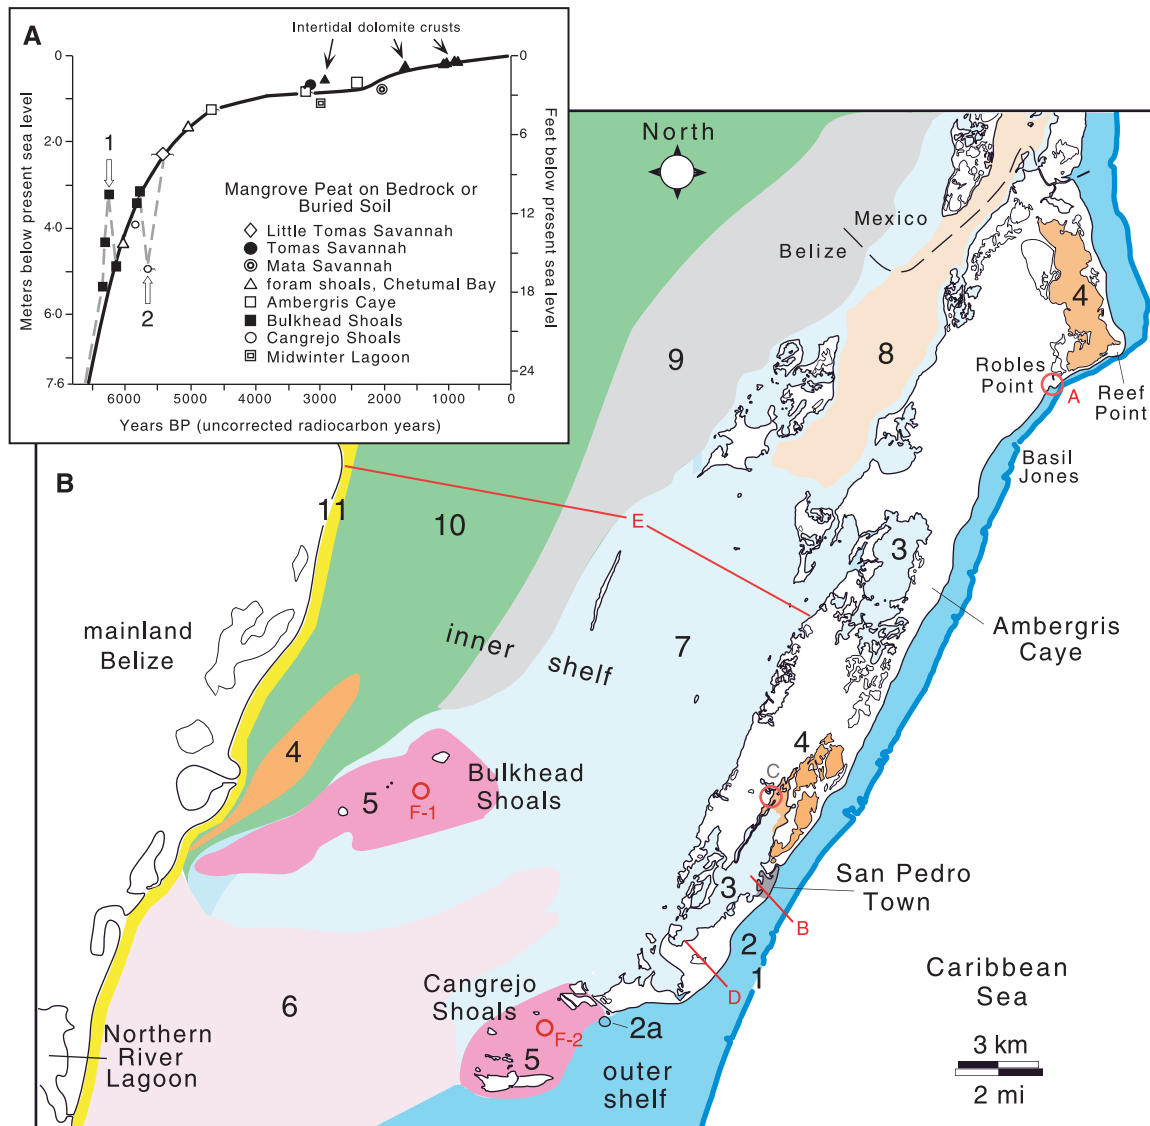 A
Intertidal dolomite crusts
0
2.0
4.0
6.0
7.6
Meters below present sea level
0
6
12
18
24
Feet below present sea level
1
2
Mangrove Peat on Bedrock or
Buried Soil
Little Tomas Savannah
Tomas Savannah
Mata Savannah
foram shoals, Chetumal Bay
Ambergris Caye
Bulkhead Shoals
Cangrejo Shoals
Midwinter Lagoon
6000 5000 4000 3000 2000 1000 0
Years BP (uncorrected radiocarbon years)
B
North
Mexico
Belize
4
8
9
Robles
Point
A
Reef
Point
Basil
Jones
11
10
E
3
mainland
Belize
inner shelf
7
Ambergris
Caye
4
4
C
Bulkhead
Shoals
5
F-1
San Pedro
Town
3
B
2
1
D
Caribbean
Sea
Cangrejo
Shoals
6
F-2
2a
5
outer
shelf
Northern
River
Lagoon
3 km
2 mi